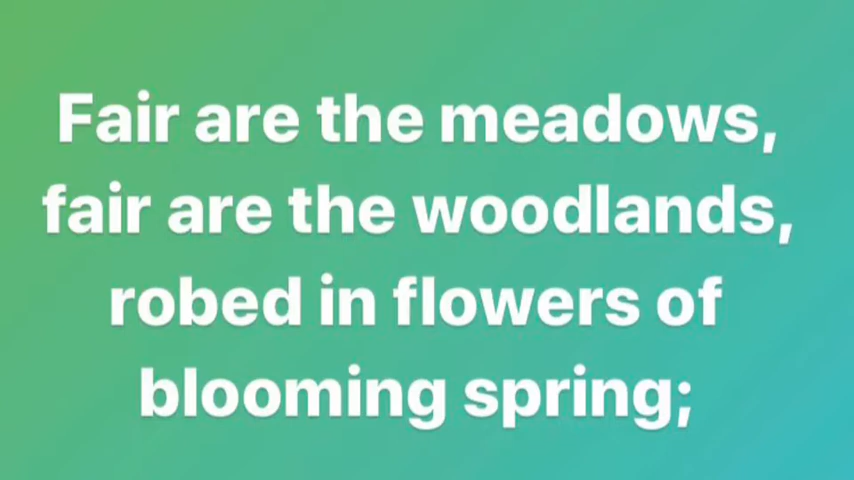 Fair are the meadows,
fair are the woodlands,
robed in flowers of
blooming spring;